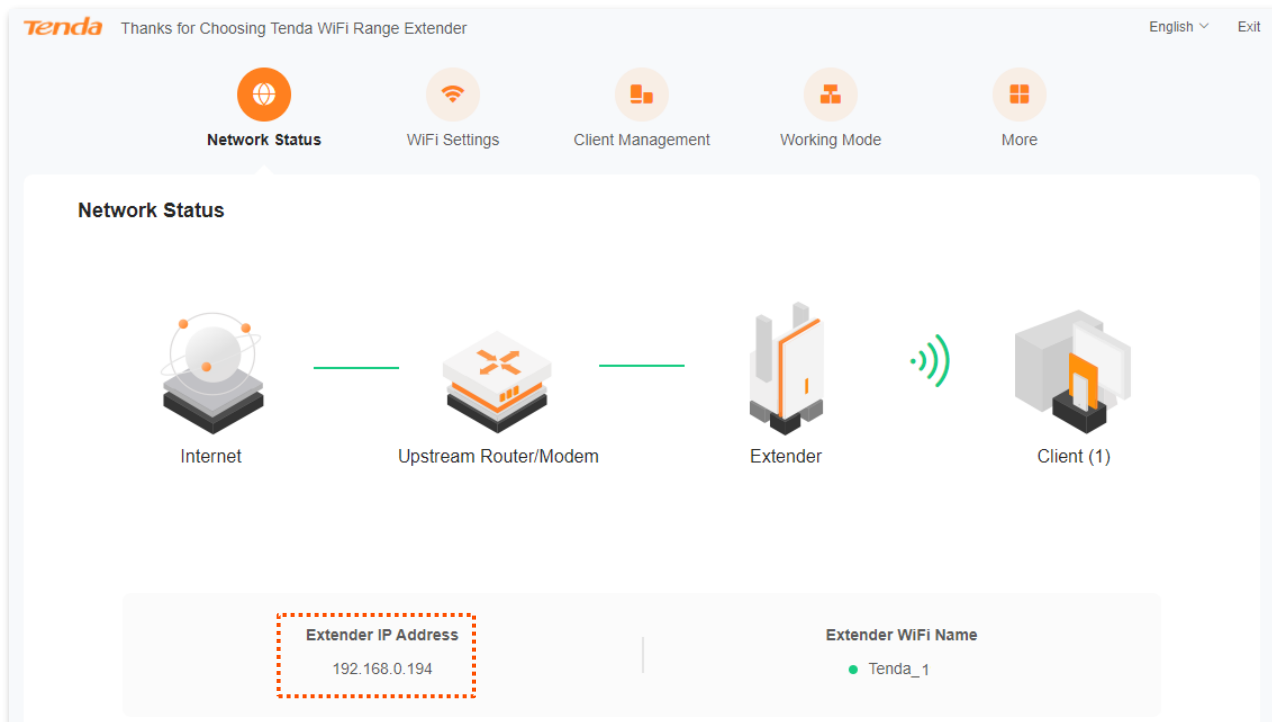 Tenda Thanks for Choosing Tenda WiFi Range Extender English Exit
Network Status WiFi Settings Client Management Working Mode More
Network Status
Internet Upstream Router/Modem Extender Client (1)
Extender IP Address Extender WiFi Name
192.168.0.194 Tenda_1